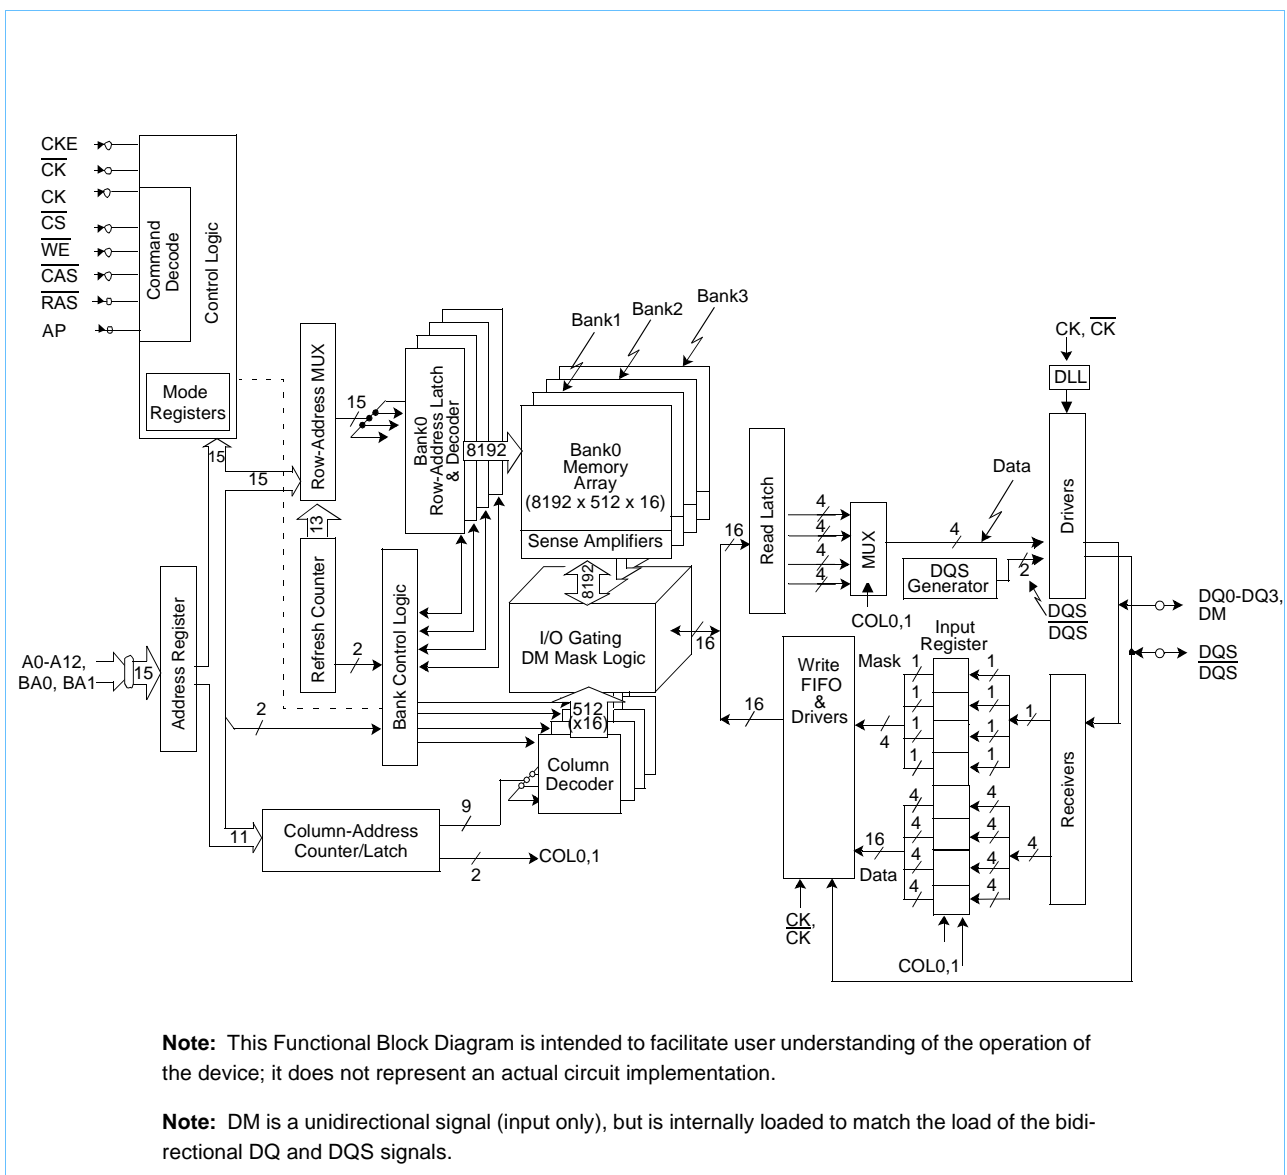 CKE
CK
CK
CS
WE
CAS
RAS
AP
Command
Decode
Control Logic
Mode
Registers
15
15
Row-Address MUX
13
Refresh Counter
15
Bank0
Row-Address Latch
& Decoder
8192
Bank1
Bank2
Bank3
Bank0
Memory
Array
(8192 x 512 x 16)
Sense Amplifiers
8192
I/O Gating
DM Mask Logic
16
Bank Control Logic
2
2
512
(x16)
Column
Decoder
A0-A12,
BA0, BA1
15
Address Register
11
Column-Address
Counter/Latch
9
2
COL0,1
16
Read Latch
4
4
4
4
MUX
COL0,1
4
Data
DQS
Generator
2
DQS
DQS
CK, CK
DLL
Drivers
DQ0-DQ3,
DM
DQS
DQS
16
Write
FIFO
&
Drivers
Mask
Input
Register
1
1
1
1
1
1
1
1
4
1
4
4
4
4
4
4
4
4
16
Data
4
Receivers
CK,
CK
COL0,1
Note: This Functional Block Diagram is intended to facilitate user understanding of the operation of
the device; it does not represent an actual circuit implementation.
Note: DM is a unidirectional signal (input only), but is internally loaded to match the load of the bidi-
rectional DQ and DQS signals.